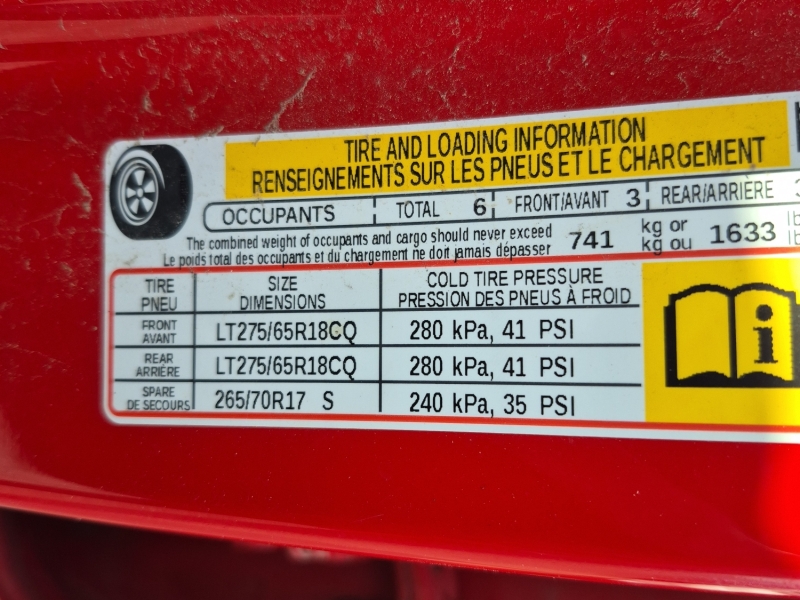 TIRE AND LOADING INFORMATION
RENSEIGNEMENTS SUR LES PNEUS ET LE CHARGEMENT
OCCUPANTS TOTAL 6 FRONT/AVANT 3 REAR/ARRIÈRE
The combined weight of occupants and cargo should never exceed 741 kg or 1633
Le poids total des occupants et du chargement ne doit jamais dépasser kg ou
TIRE SIZE COLD TIRE PRESSURE
PNEU DIMENSIONS PRESSION DES PNEUS À FROID
FRONT
AVANT LT275/65R18CQ 280 kPa, 41 PSI
REAR
ARRIÉRE LT275/65R18CQ 280 kPa, 41 PSI
SPARE
DE SECOURS 265/70R17 S 240 kPa, 35 PSI
i